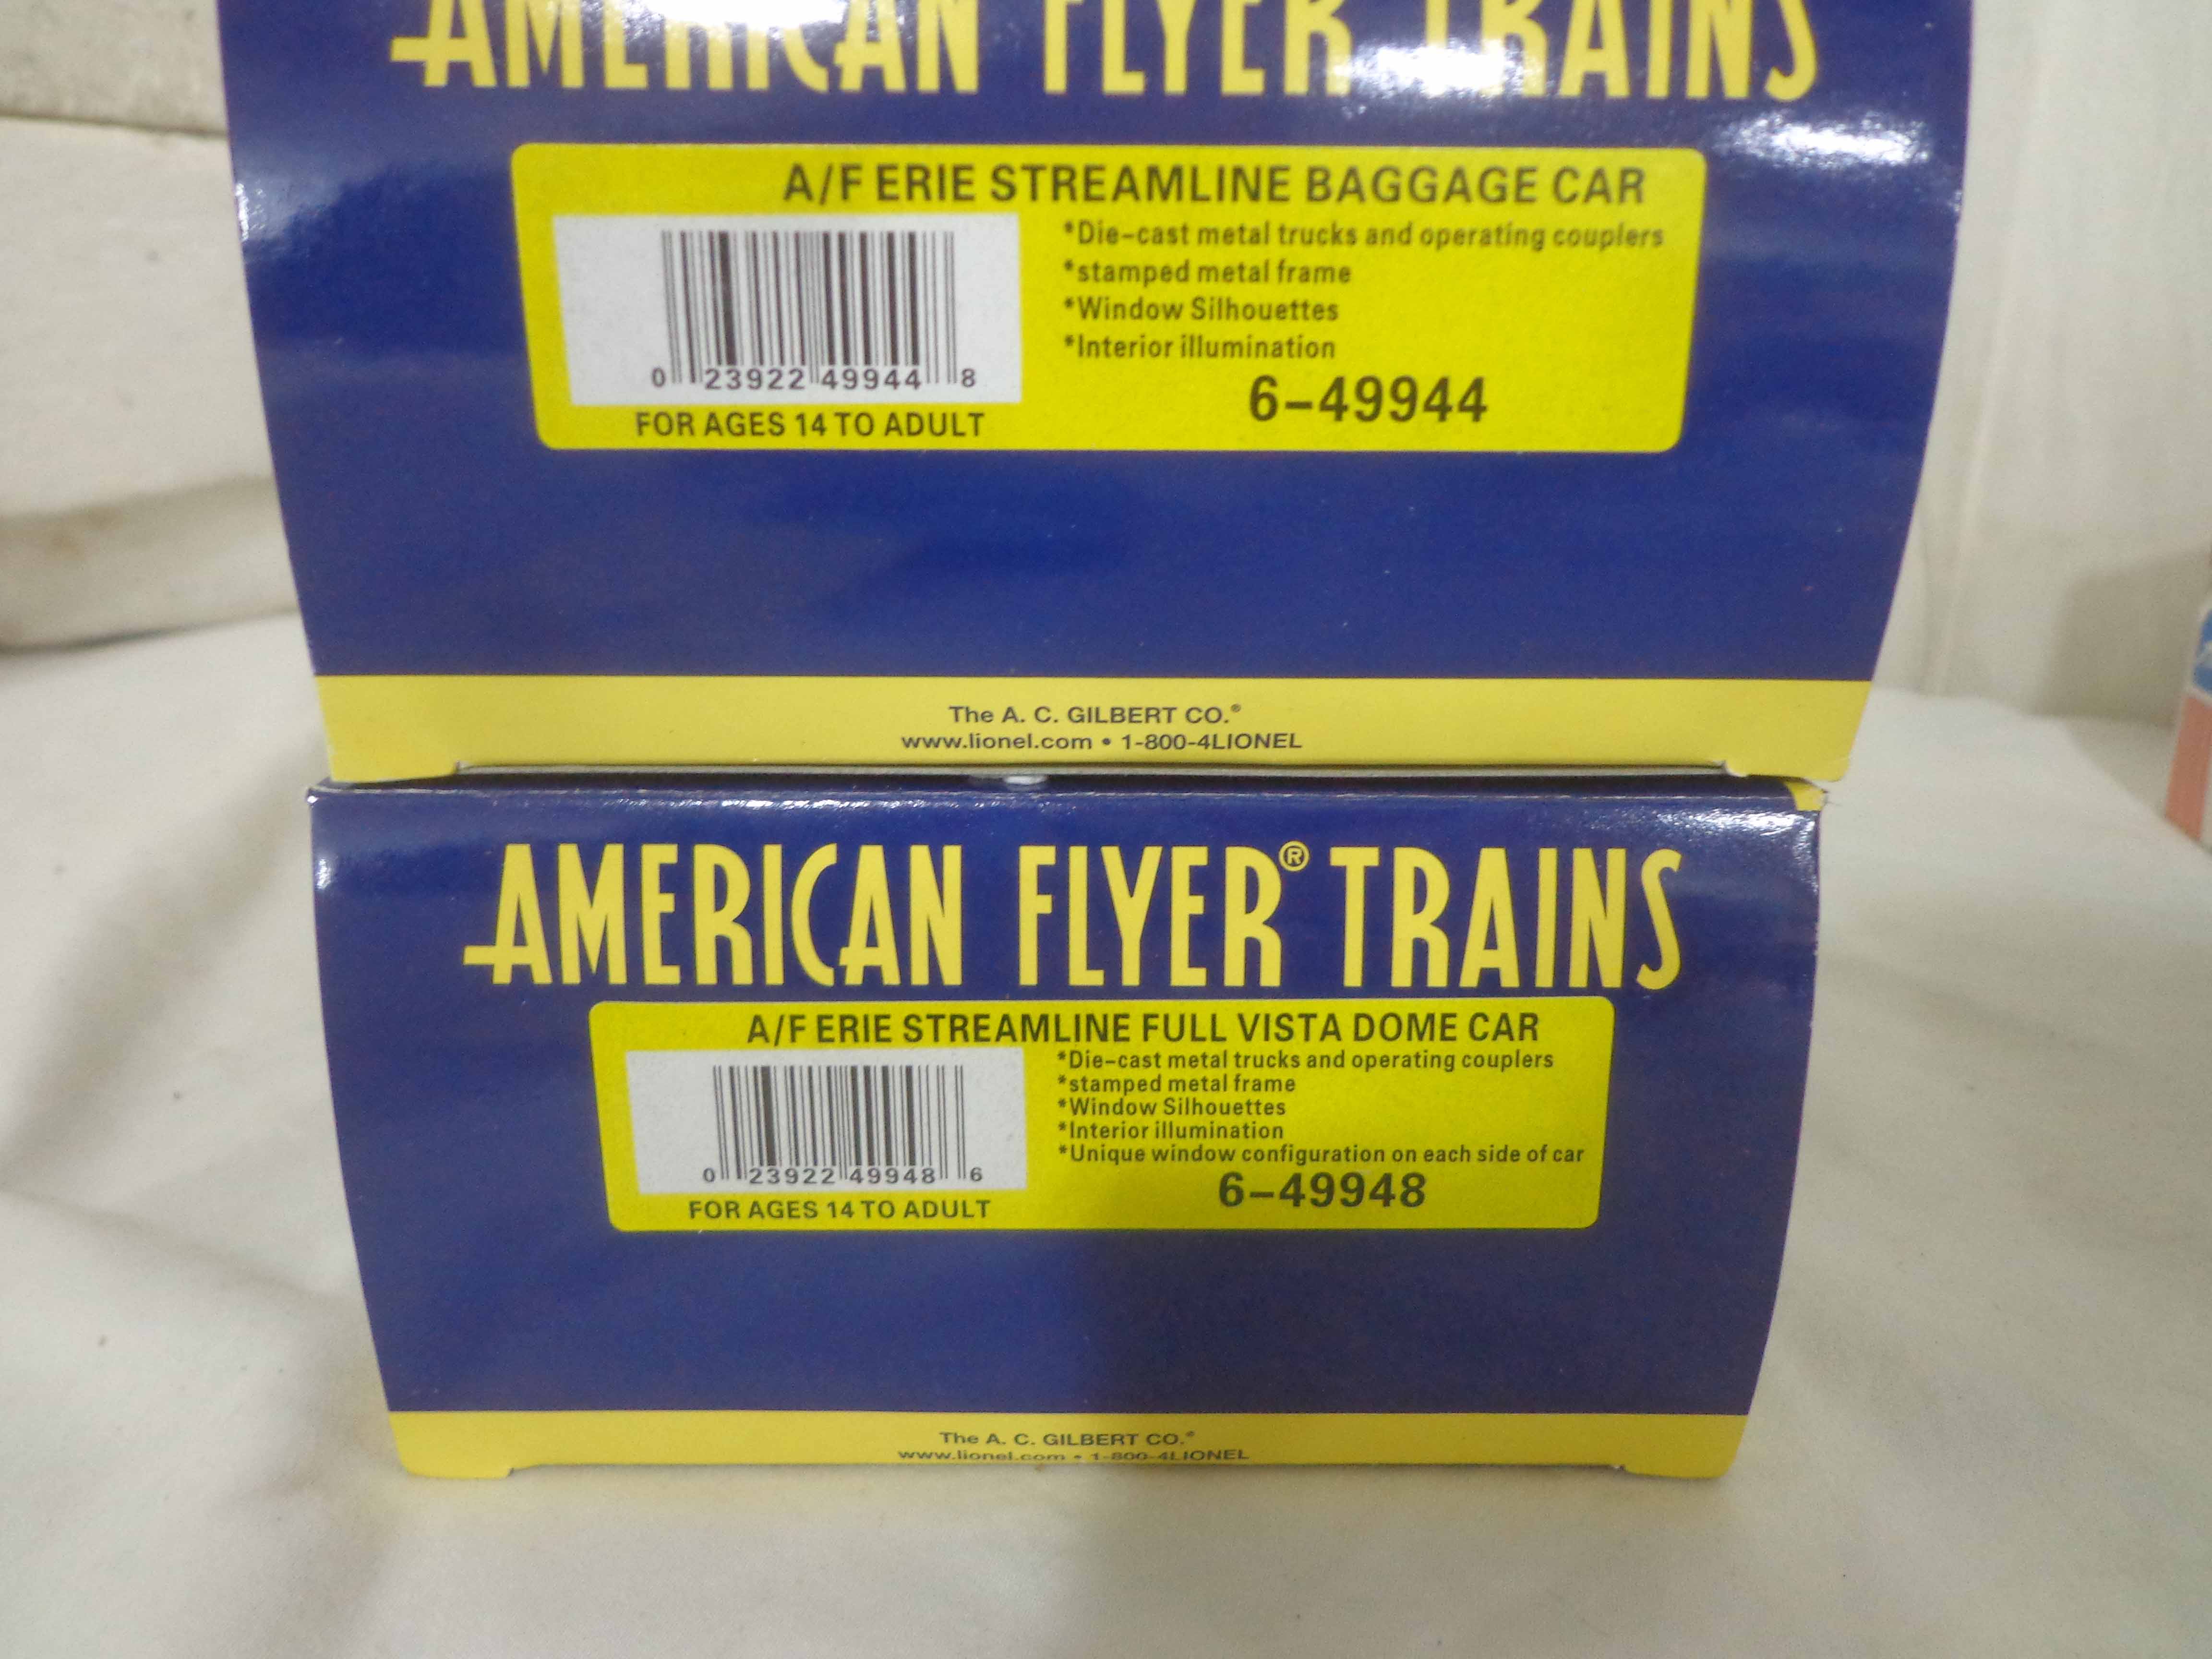 AMERICAN FLYER TRAINS
A/F ERIE STREAMLINE BAGGAGE CAR
*Die-cast metal trucks and operating couplers
*stamped metal frame
*Window Silhouettes
*Interior illumination
0 23922 49944 8
6-49944
FOR AGES 14 TO ADULT
The A. C. GILBERT CO.®
www.lionel.com • 1-800-4LIONEL
AMERICAN FLYER® TRAINS
A/F ERIE STREAMLINE FULL VISTA DOME CAR
*Die-cast metal trucks and operating couplers
*stamped metal frame
*Window Silhouettes
*Interior illumination
*Unique window configuration on each side of car
0 23922 49948 6
6-49948
FOR AGES 14 TO ADULT
The A. C. GILBERT CO.®
www.lionel.com • 1-800-4LIONEL